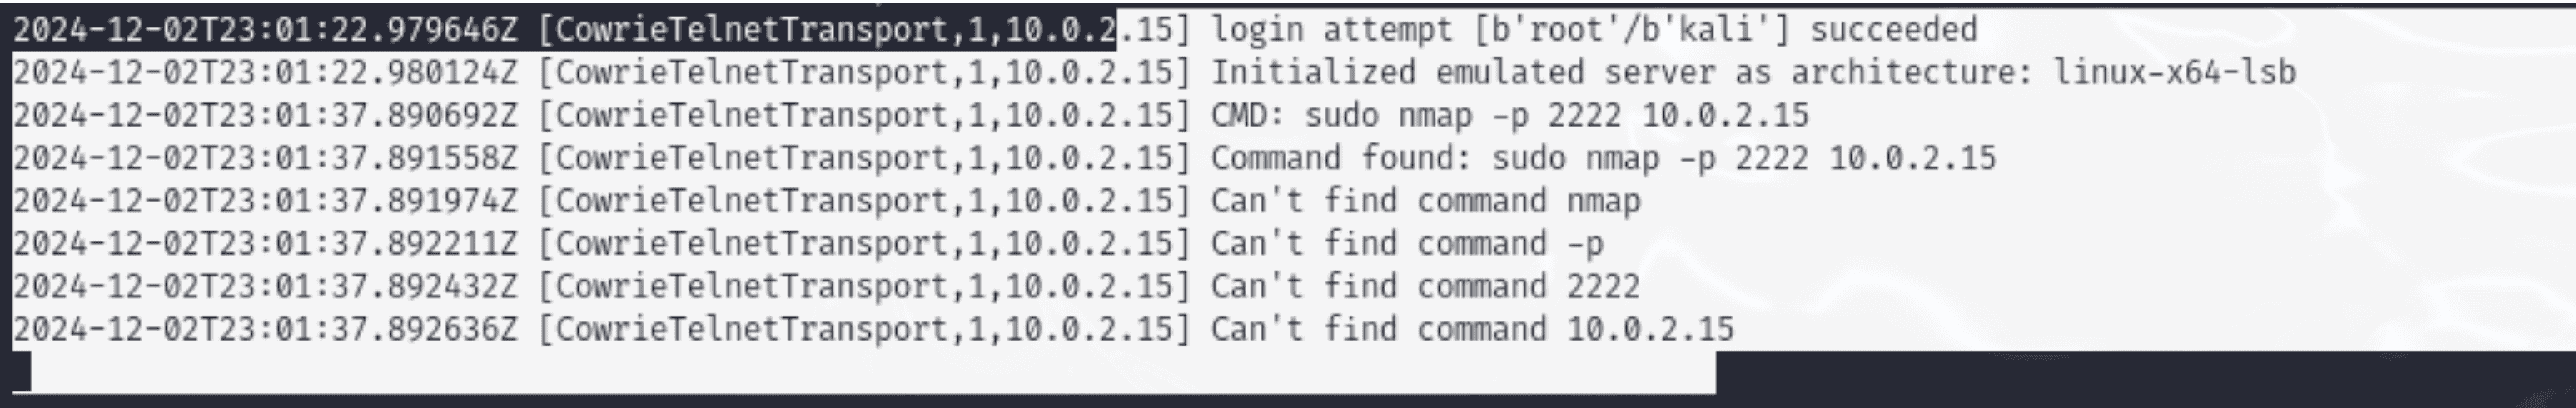 2024-12-02T23:01:22.979646Z [CowrieTelnetTransport,1,10.0.2.15] login attempt [b'root'/b'kali'] succeeded
2024-12-02T23:01:22.980124Z [CowrieTelnetTransport,1,10.0.2.15] Initialized emulated server as architecture: linux-x64-lsb
2024-12-02T23:01:37.890692Z [CowrieTelnetTransport,1,10.0.2.15] CMD: sudo nmap -p 2222 10.0.2.15
2024-12-02T23:01:37.891558Z [CowrieTelnetTransport,1,10.0.2.15] Command found: sudo nmap -p 2222 10.0.2.15
2024-12-02T23:01:37.891974Z [CowrieTelnetTransport,1,10.0.2.15] Can't find command nmap
2024-12-02T23:01:37.892211Z [CowrieTelnetTransport,1,10.0.2.15] Can't find command -p
2024-12-02T23:01:37.892432Z [CowrieTelnetTransport,1,10.0.2.15] Can't find command 2222
2024-12-02T23:01:37.892636Z [CowrieTelnetTransport,1,10.0.2.15] Can't find command 10.0.2.15